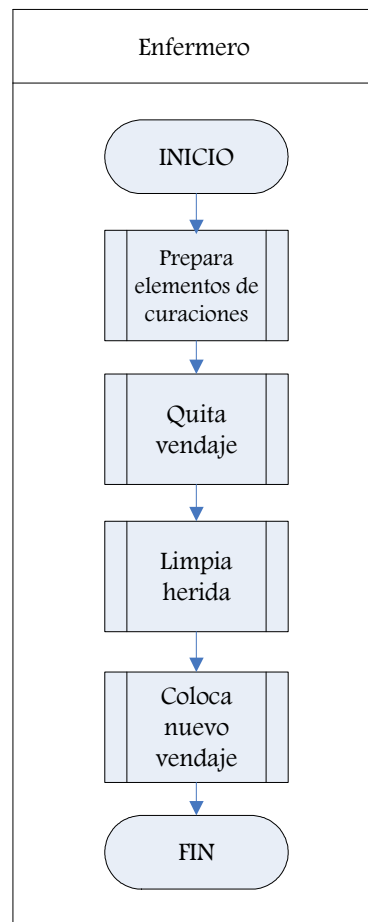 Enfermero
INICIO
Prepara
elementos de
curaciones
Quita
vendaje
Limpia
herida
Coloca
nuevo
vendaje
FIN